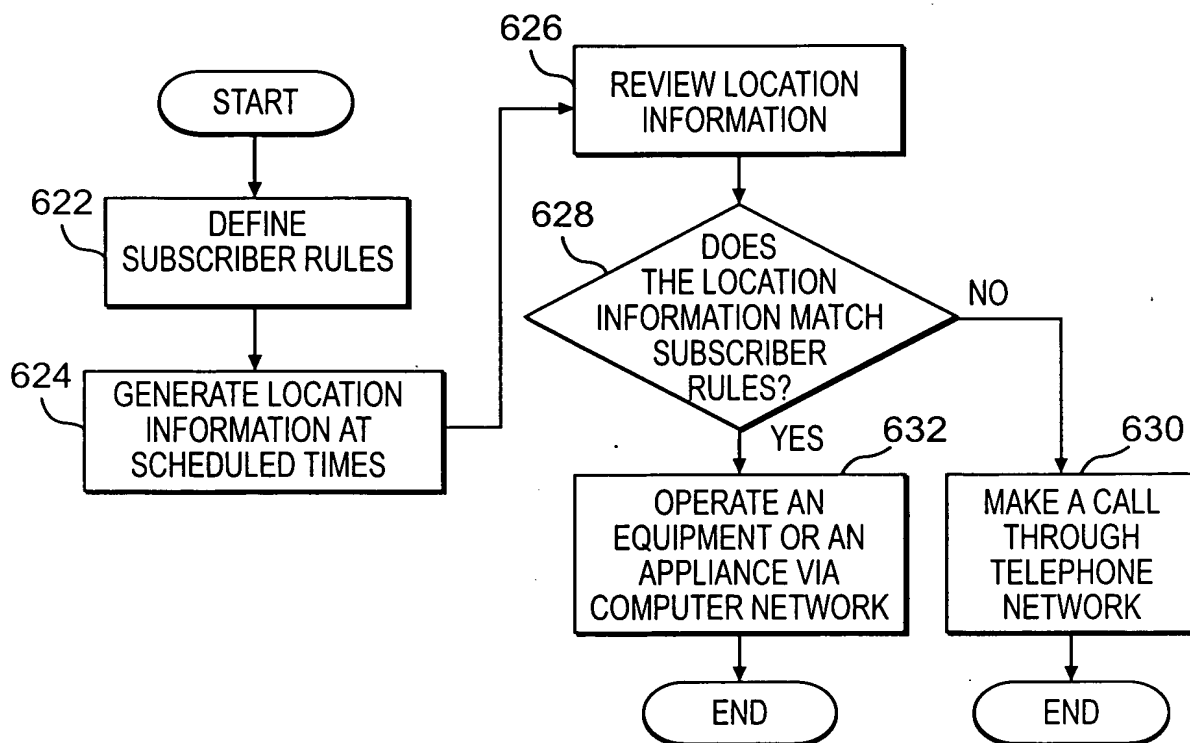 START
622
DEFINE
SUBSCRIBER RULES
624
GENERATE LOCATION
INFORMATION AT
SCHEDULED TIMES
626
REVIEW LOCATION
INFORMATION
628
DOES
THE LOCATION
INFORMATION MATCH
SUBSCRIBER
RULES?
NO
YES
632
OPERATE AN
EQUIPMENT OR AN
APPLIANCE VIA
COMPUTER NETWORK
630
MAKE A CALL
THROUGH
TELEPHONE
NETWORK
END
END